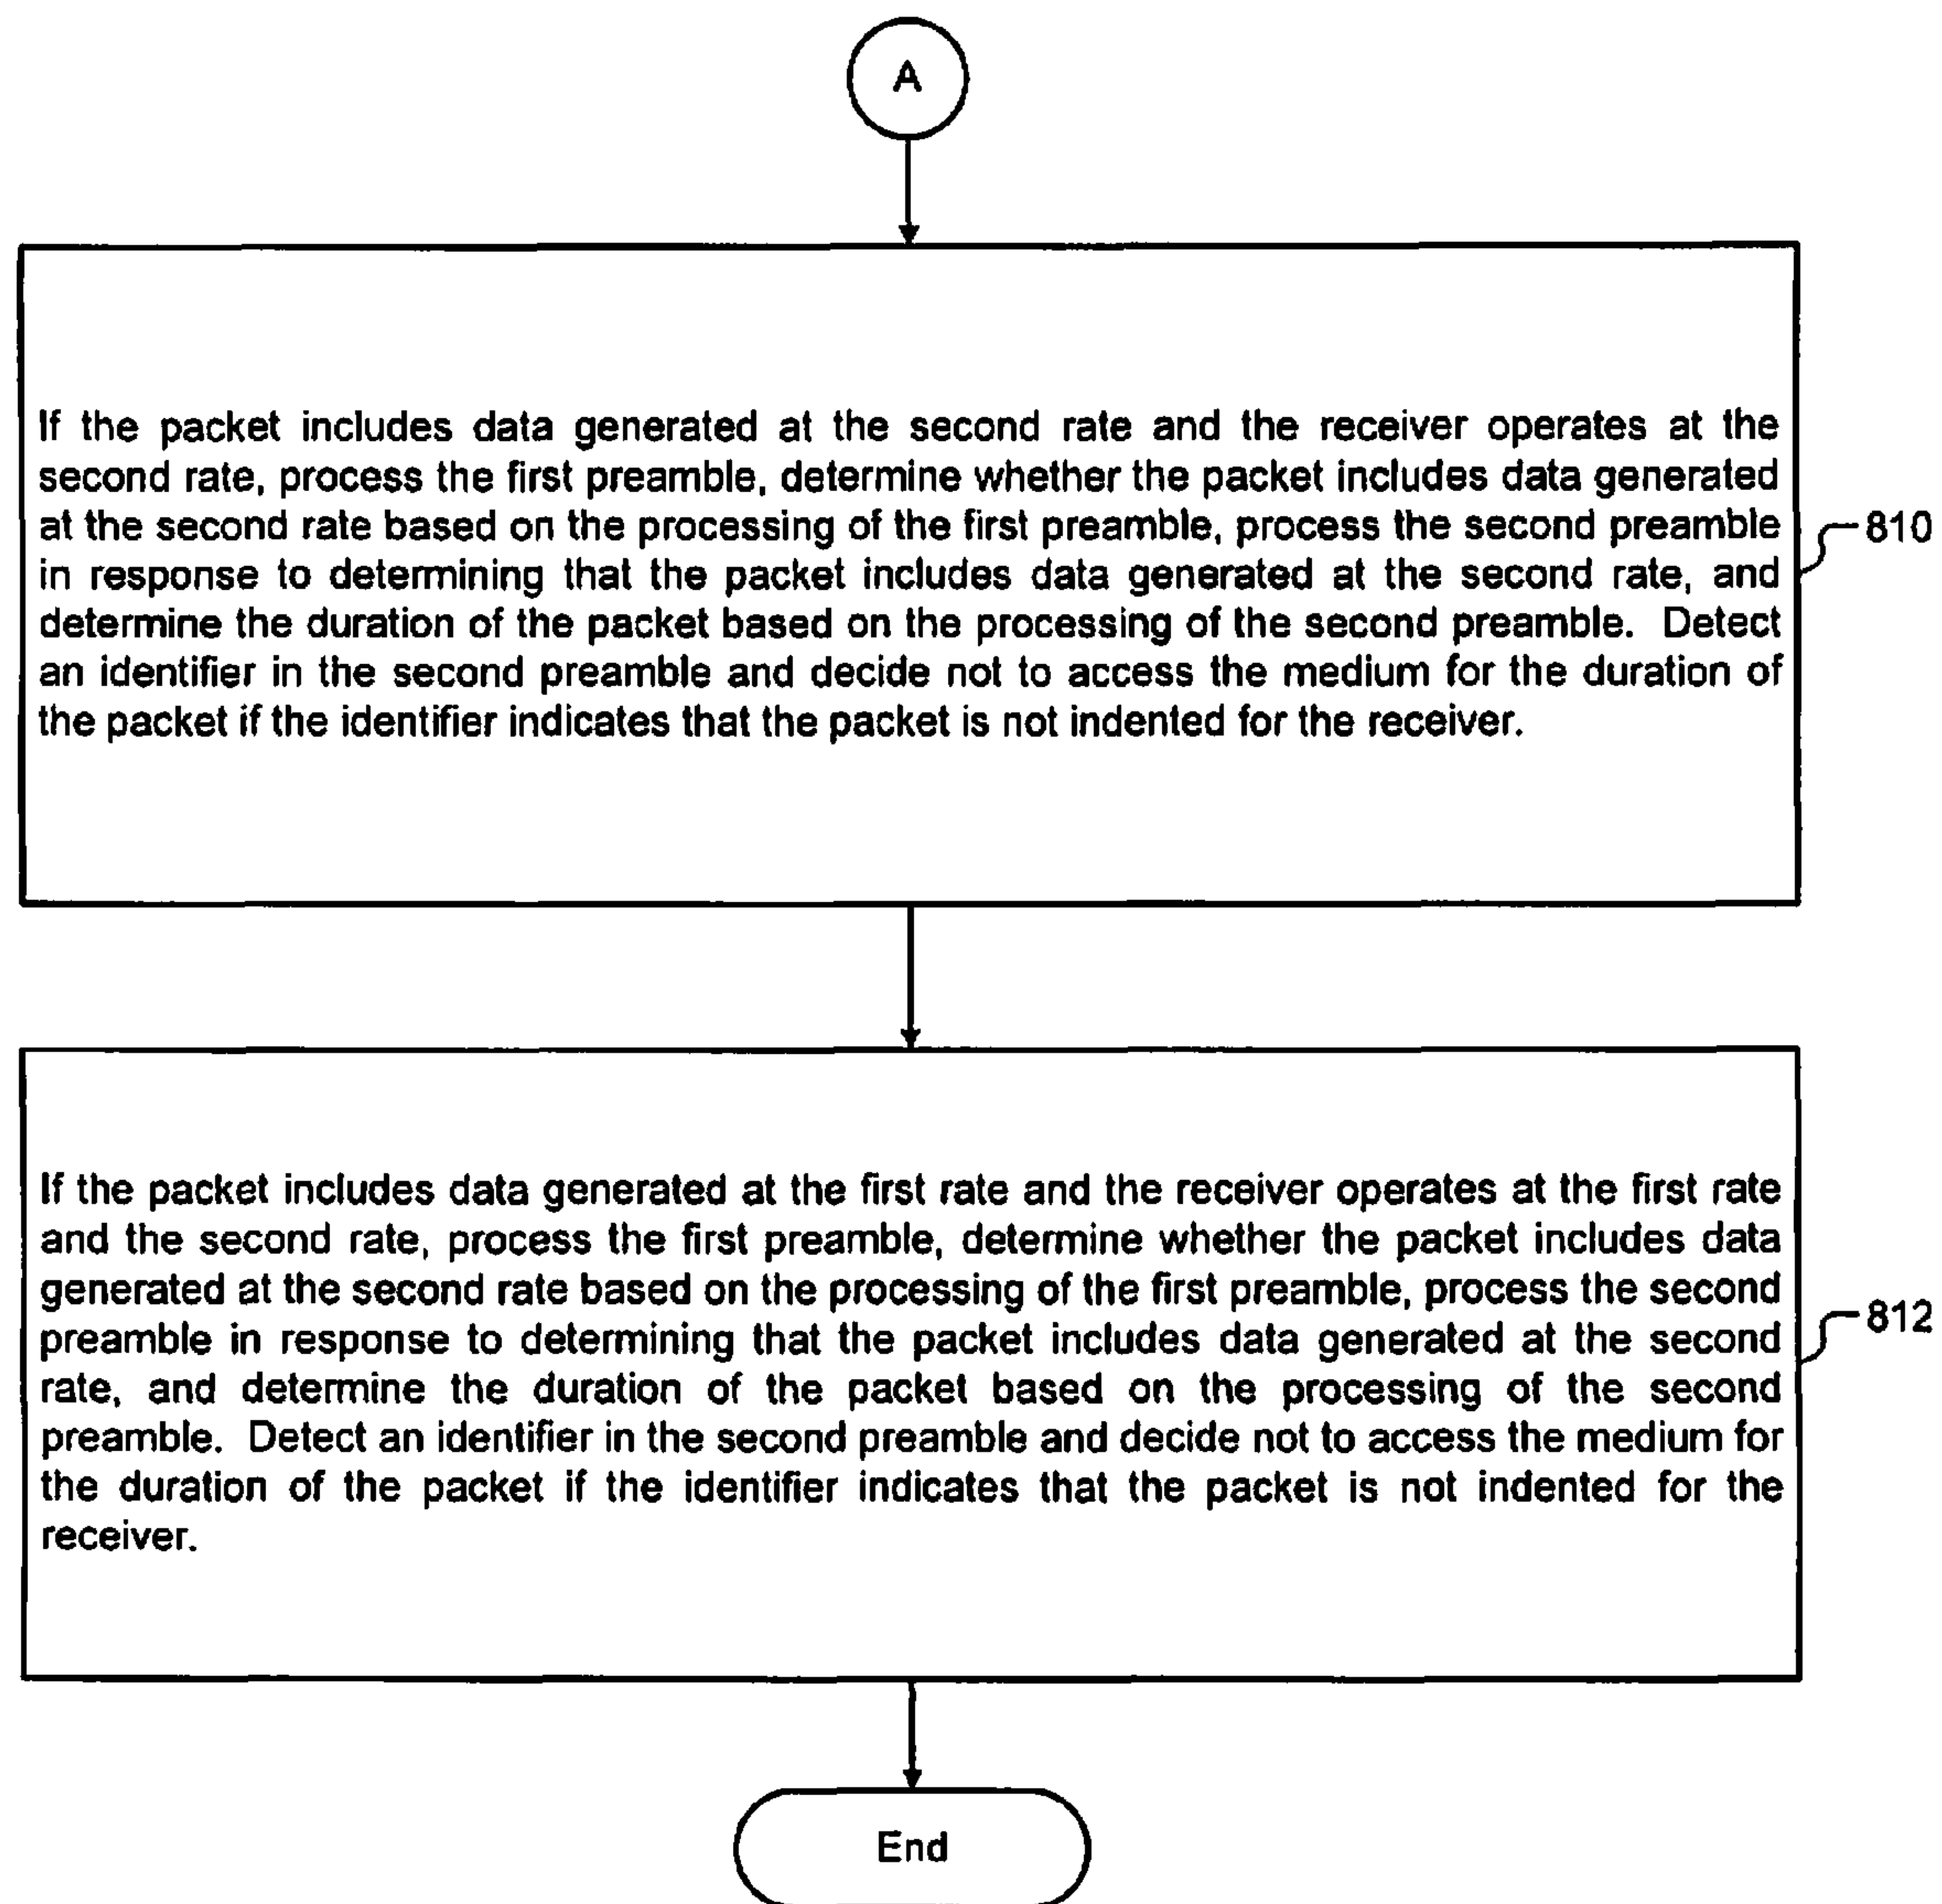 A
If the packet includes data generated at the second rate and the receiver operates at the
second rate, process the first preamble, determine whether the packet includes data generated
at the second rate based on the processing of the first preamble, process the second preamble
in response to determining that the packet includes data generated at the second rate, and
determine the duration of the packet based on the processing of the second preamble. Detect
an identifier in the second preamble and decide not to access the medium for the duration of
the packet if the identifier indicates that the packet is not indented for the receiver.
810
If the packet includes data generated at the first rate and the receiver operates at the first rate
and the second rate, process the first preamble, determine whether the packet includes data
generated at the second rate based on the processing of the first preamble, process the second
preamble in response to determining that the packet includes data generated at the second
rate, and determine the duration of the packet based on the processing of the second
preamble. Detect an identifier in the second preamble and decide not to access the medium for
the duration of the packet if the identifier indicates that the packet is not indented for the
receiver.
812
End